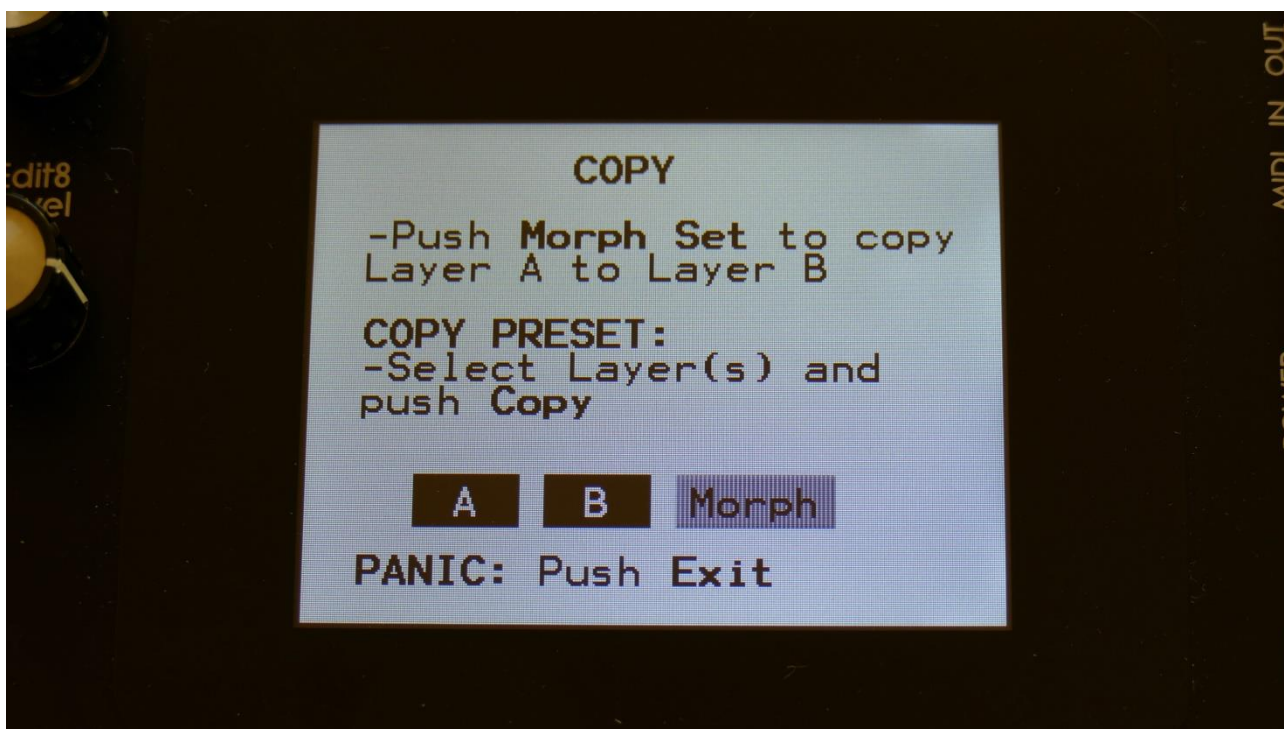 COPY
-Push Morph Set to copy
Layer A to Layer B
COPY PRESET:
-Select Layer(s) and
push Copy
A B Morph
PANIC: Push Exit
MIDI IN OUT